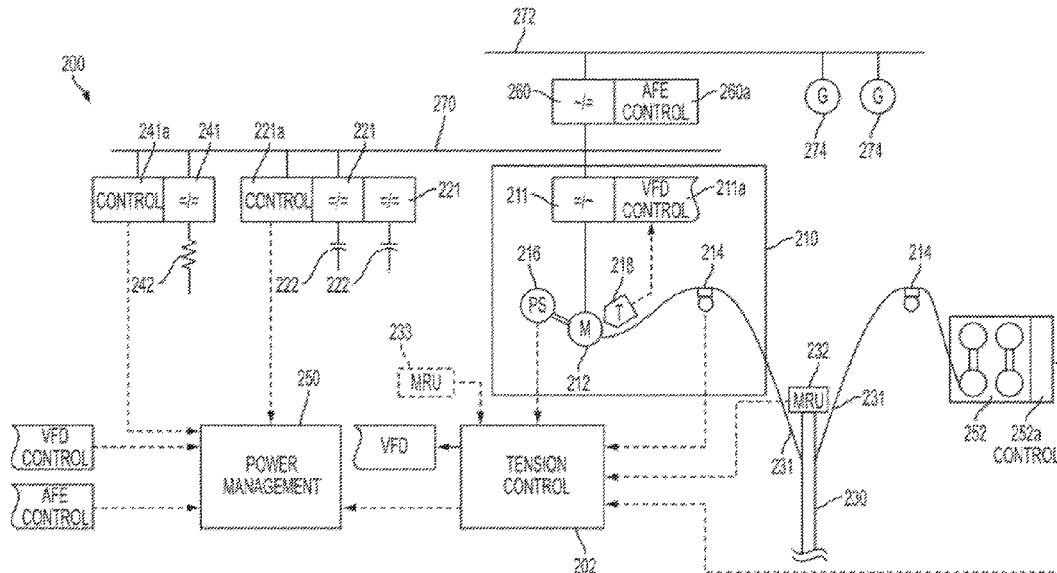 272
200
260
~/=
AFE
CONTROL
260a
G
G
274
274
270
241a
241
221a
221
CONTROL
=/=
CONTROL
=/=
=/=
221
211
=/~
VFD
CONTROL
211a
210
242
222
222
216
PS
218
T
M
212
214
214
233
MRU
232
MRU
231
231
252
252a
CONTROL
250
VFD
CONTROL
AFE
CONTROL
POWER
MANAGEMENT
VFD
TENSION
CONTROL
202
230